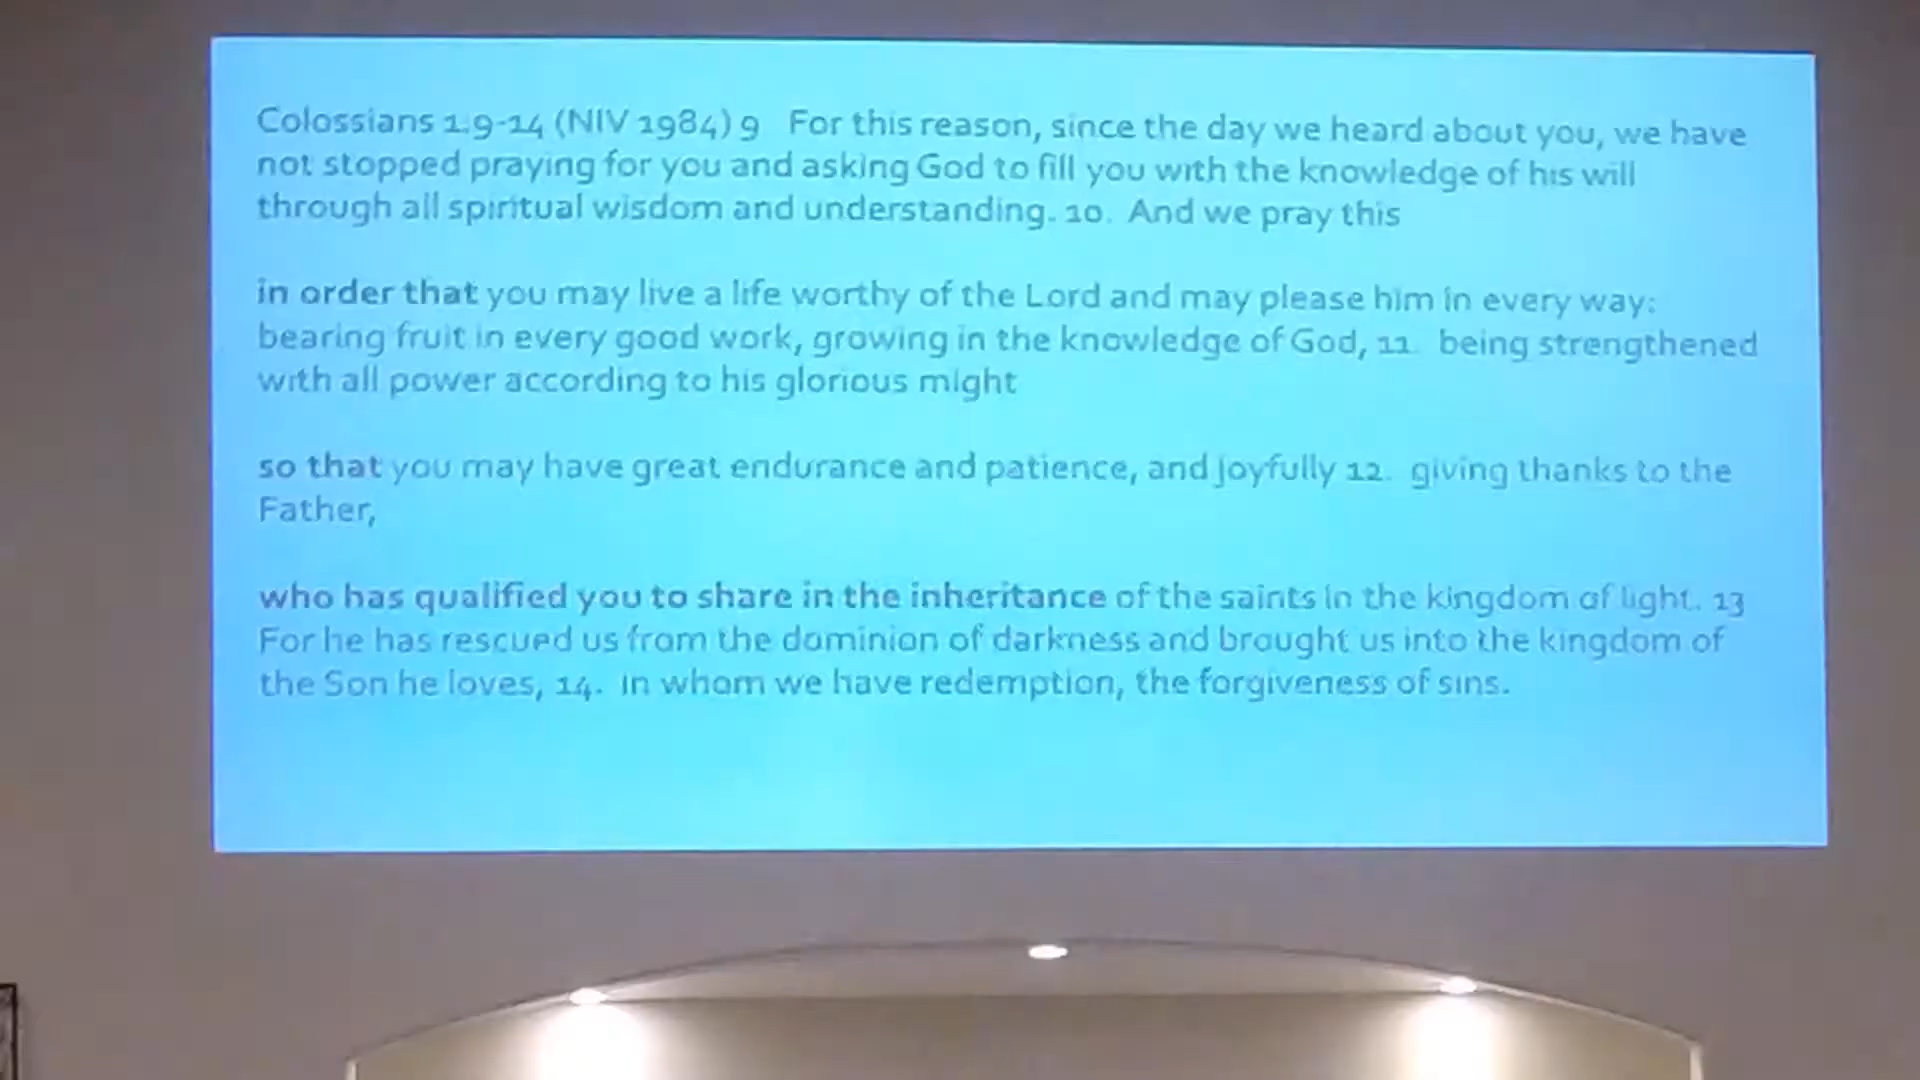 Colossians 1:9-14 (NIV 1984) 9 For this reason, since the day we heard about you, we have
not stopped praying for you and asking God to fill you with the knowledge of his will
through all spiritual wisdom and understanding. 10. And we pray this
in order that you may live a life worthy of the Lord and may please him in every way:
bearing fruit in every good work, growing in the knowledge of God, 11. being strengthened
with all power according to his glorious might
so that you may have great endurance and patience, and joyfully 12. giving thanks to the
Father,
who has qualified you to share in the inheritance of the saints in the kingdom of light. 13
For he has rescued us from the dominion of darkness and brought us into the kingdom of
the Son he loves, 14. in whom we have redemption, the forgiveness of sins.